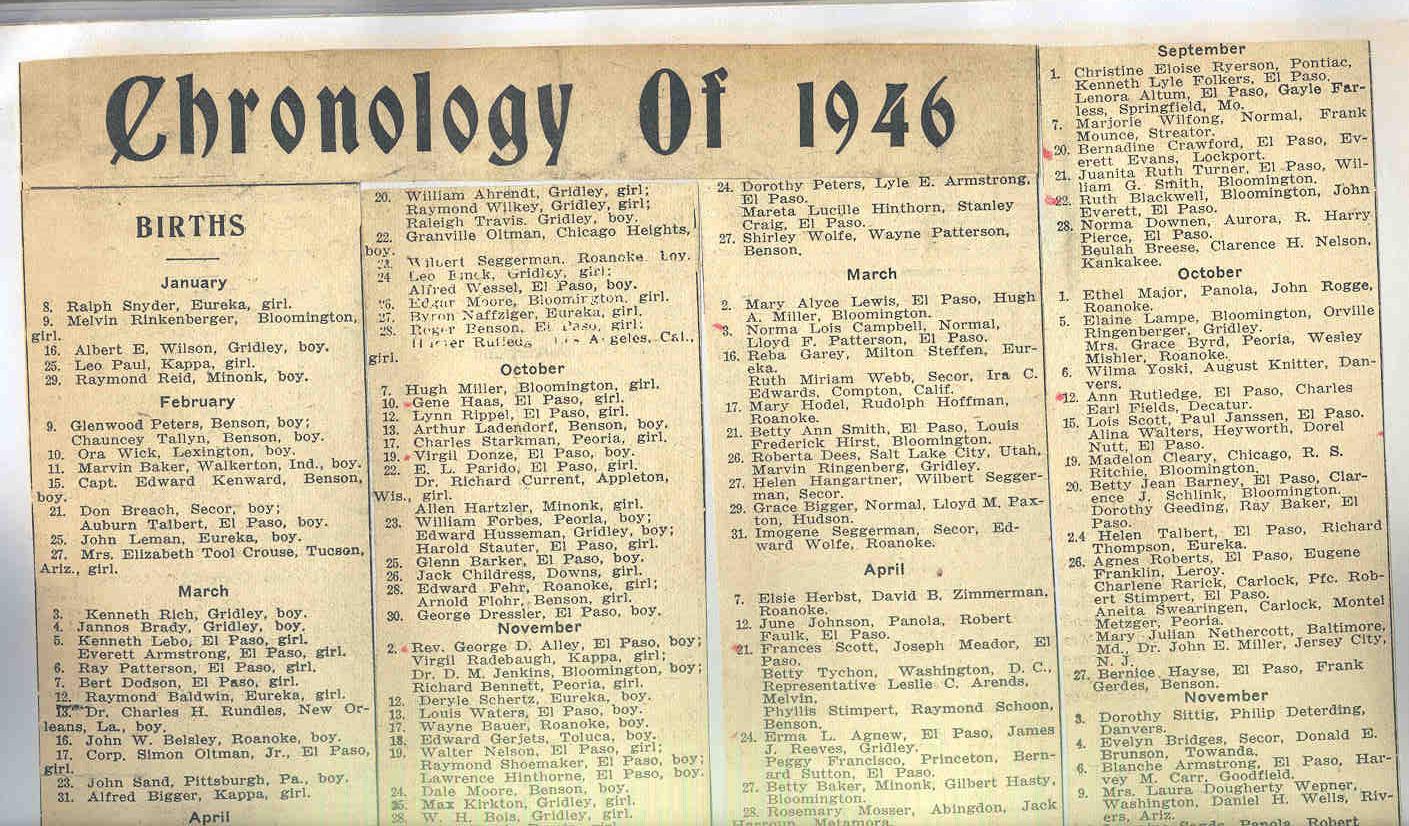 Chronology Of 1946
BIRTHS
January
8. Ralph Snyder, Eureka, girl.
9. Melvin Rinkenberger, Bloomington,
girl.
16. Albert E. Wilson, Gridley, boy.
25. Leo Paul, Kappa, girl.
29. Raymond Reid, Minonk, boy.
February
9. Glenwood Peters, Benson, boy;
Chauncey Tallyn, Benson, boy.
10. Ora Wick, Lexington, boy.
11. Marvin Baker, Walkerton, Ind., boy.
15. Capt. Edward Kenward, Benson,
boy.
21. Don Breach, Secor, boy;
Auburn Talbert, El Paso, boy.
25. John Leman, Eureka, boy.
27. Mrs. Elizabeth Tool Crouse, Tucson,
Ariz., girl.
March
3. Kenneth Rich, Gridley, boy.
4. Jannos Brady, Gridley, boy.
5. Kenneth Lebo, El Paso, girl.
Everett Armstrong, El Paso, girl.
6. Ray Patterson, El Paso, girl.
7. Bert Dodson, El Paso, girl.
12. Raymond Baldwin, Eureka, girl.
13. Dr. Charles H. Rundles, New Or-
leans, La., boy.
16. John W. Belsley, Roanoke, boy.
17. Corp. Simon Oltman, Jr., El Paso,
girl.
23. John Sand, Pittsburgh, Pa., boy.
31. Alfred Bigger, Kappa, girl.
April
20. William Ahrendt, Gridley, girl;
Raymond Wilkey, Gridley, girl;
Raleigh Travis, Gridley, boy.
22. Granville Oltman, Chicago Heights,
boy.
Wilbert Seggerman, Roanoke, boy.
24 Leo Gridley, girl;
Alfred Wessel, El Paso, boy.
26. Edgar Moore, Bloomington, girl.
27. Byron Naffziger, Eureka, girl.
28. Roger Benson, El Paso, girl;
Angeles, Cal.,
girl.
October
7. Hugh Miller, Bloomington, girl.
10. Gene Haas, El Paso, girl.
12. Lynn Rippel, El Paso, girl.
13. Arthur Ladendorf, Benson, boy.
17. Charles Starkman, Peoria, girl.
19. Virgil Donze, El Paso, boy.
22. E. L. Parido, El Paso, girl.
Dr. Richard Current, Appleton,
Wis., girl.
Allen Hartzler, Minonk, girl.
23. William Forbes, Peoria, boy;
Edward Husseman, Gridley, boy;
Harold Stauter, El Paso, girl.
25. Glenn Barker, El Paso, boy.
26. Jack Childress, Downs, girl.
28. Edward Fehr, Roanoke, girl;
Arnold Flohr, Benson, girl.
30. George Dressler, El Paso, boy.
November
2. Rev. George D. Alley, El Paso, boy;
Virgil Radebaugh, Kappa, girl;
Dr. D. M. Jenkins, Bloomington, boy;
Richard Bennett, Peoria, girl.
12. Deryle Schertz, Eureka, boy.
13. Louis Waters, El Paso, boy.
17. Wayne Bauer, Roanoke, boy.
18. Edward Gerjets, Toluca, boy.
19. Walter Nelson, El Paso, girl;
Raymond Shoemaker, El Paso, boy;
Lawrence Hinthorne, El Paso, boy.
24. Dale Moore, Benson, boy.
25. Max Kirkton, Gridley, girl.
28. W. H. Bois, Gridley, girl.
24. Dorothy Peters, Lyle E. Armstrong,
El Paso.
Mareta Lucille Hinthorn, Stanley
Craig, El Paso.
27. Shirley Wolfe, Wayne Patterson,
Benson.
March
2. Mary Alyce Lewis, El Paso, Hugh
A. Miller, Bloomington.
3. Norma Lois Campbell, Normal,
Lloyd F. Patterson, El Paso.
16. Reba Garey, Milton Steffen, Eur-
eka.
Ruth Miriam Webb, Secor, Ira C.
Edwards, Compton, Calif.
17. Mary Hodel, Rudolph Hoffman,
Roanoke.
21. Betty Ann Smith, El Paso, Louis
Frederick Hirst, Bloomington.
26. Roberta Dees, Salt Lake City, Utah,
Marvin Ringenberg, Gridley.
27. Helen Hangartner, Wilbert Segger-
man, Secor.
29. Grace Bigger, Normal, Lloyd M. Pax-
ton, Hudson.
31. Imogene Seggerman, Secor, Ed-
ward Wolfe, Roanoke.
April
7. Elsie Herbst, David B. Zimmerman,
Roanoke.
12. June Johnson, Panola, Robert
Faulk, El Paso.
21. Frances Scott, Joseph Meador, El
Paso.
Betty Tychon, Washington, D. C.,
Representative Leslie C. Arends,
Melvin,
Phyllis Stimpert, Raymond Schoon,
Benson.
24. Erma L. Agnew, El Paso, James
J. Reeves, Gridley.
Peggy Francisco, Princeton, Bern-
ard Sutton, El Paso.
27. Betty Baker, Minonk, Gilbert Hasty,
Bloomington.
28. Rosemary Mosser, Abingdon, Jack
Metamora.
September
1. Christine Eloise Ryerson, Pontiac,
Kenneth Lyle Folkers, El Paso.
Lenora Altum, El Paso, Gayle Far-
less, Springfield, Mo.
7. Marjorie Wilfong, Normal, Frank
Mounce, Streator.
20. Bernadine Crawford, El Paso, Ev-
erett Evans, Lockport.
21. Juanita Ruth Turner, El Paso, Wil-
liam G. Smith, Bloomington.
22. Ruth Blackwell, Bloomington, John
Everett, El Paso.
28. Norma Downen, Aurora, R. Harry
Pierce, El Paso.
Beulah Breese, Clarence H. Nelson,
Kankakee.
October
1. Ethel Major, Panola, John Rogge,
Roanoke.
5. Elaine Lampe, Bloomington, Orville
Ringenberger, Gridley.
Mrs. Grace Byrd, Peoria, Wesley
Mishler, Roanoke.
6. Wilma Yoski, August Knitter, Dan-
vers.
12. Ann Rutledge, El Paso, Charles
Earl Fields, Decatur.
15. Lois Scott, Paul Janssen, El Paso.
Alina Walters, Heyworth, Dorel
Nutt, El Paso.
19. Madelon Cleary, Chicago, R. S.
Ritchie, Bloomington.
20. Betty Jean Barney, El Paso, Clar-
ence J. Schlink, Bloomington.
Dorothy Geeding, Ray Baker, El
Paso.
2.4 Helen Talbert, El Paso, Richard
Thompson, Eureka.
26. Agnes Roberts, El Paso, Eugene
Franklin, Leroy.
Charlene Rarick, Carlock, Pfc. Rob-
ert Stimpert, El Paso.
Aneita Swearingen, Carlock, Montel
Metzger, Peoria.
Mary Julian Nethercott, Baltimore,
Md., Dr. John E. Miller, Jersey City,
N. J.
27. Bernice Hayse, El Paso, Frank
Gerdes, Benson.
November
3. Dorothy Sittig, Philip Deterding,
Danvers.
4. Evelyn Bridges, Secor, Donald E.
Brunson, Towanda.
6. Blanche Armstrong, El Paso, Har-
vey M. Carr, Goodfield.
9. Mrs. Laura Dougherty Wepner,
Washington, Daniel H. Wells, Riv-
ers, Ariz.
Panola, Robert